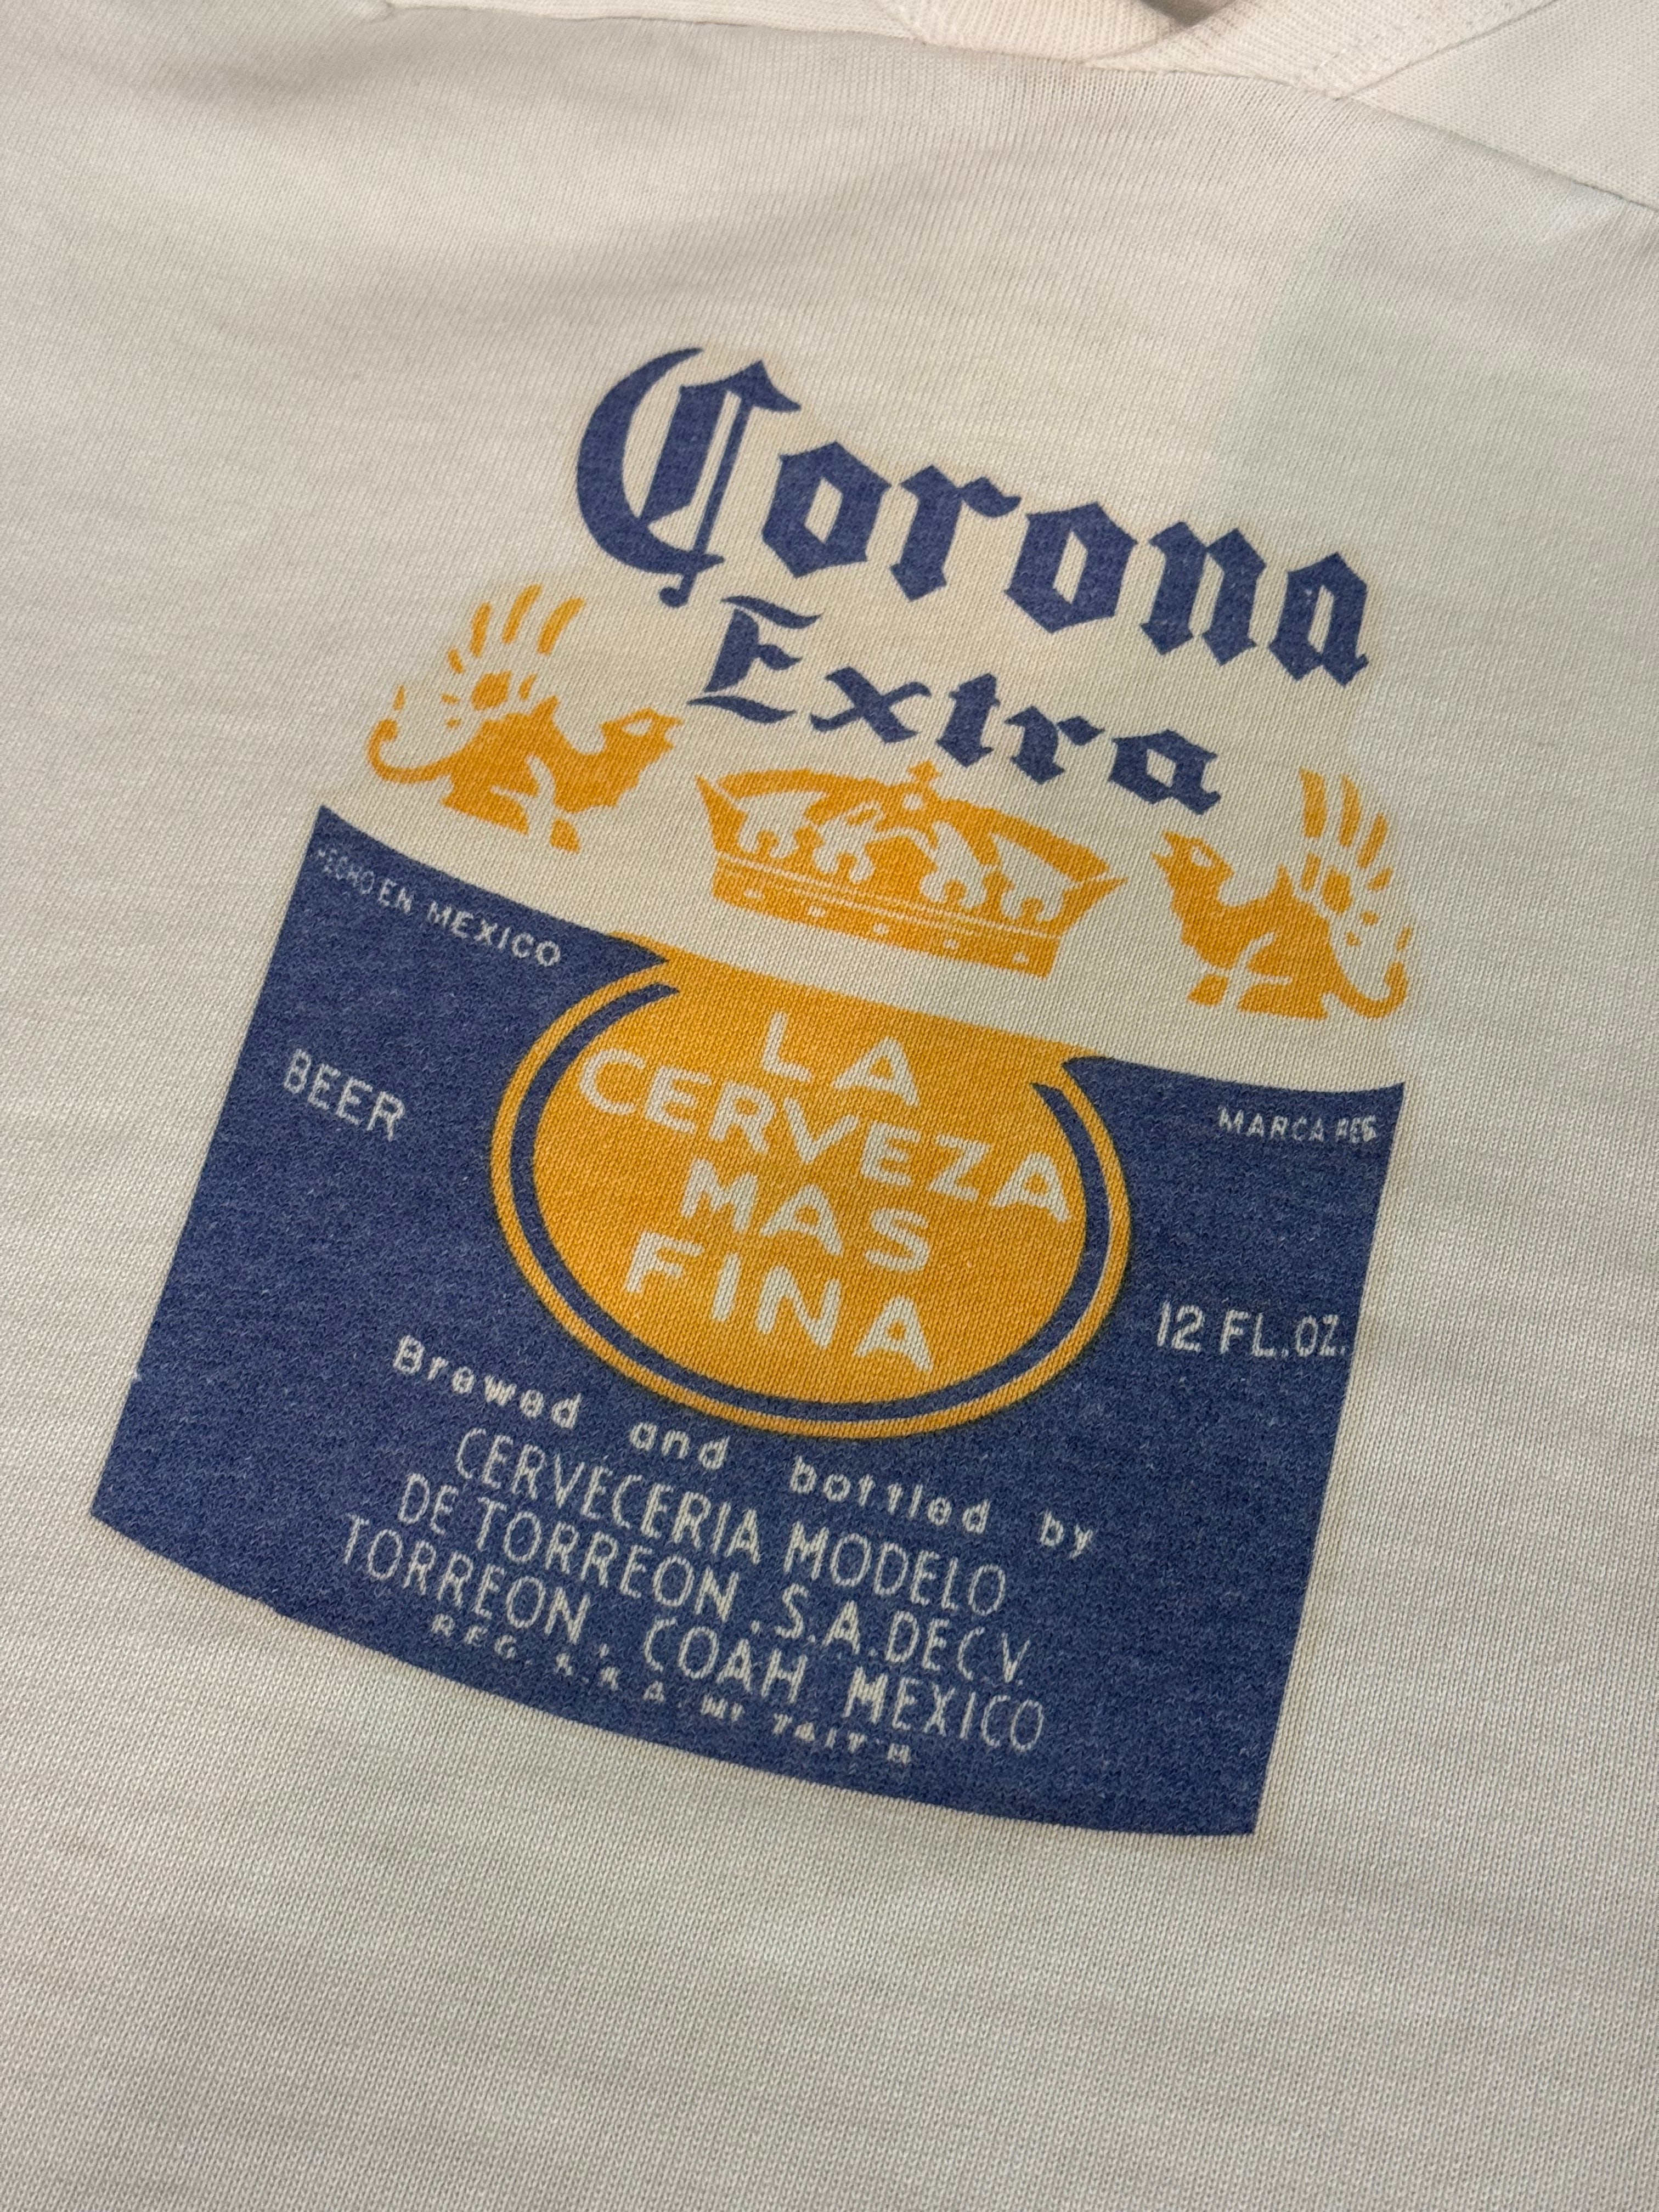 Corona
Extra
HECHO EN MEXICO
MARCA REG
BEER
LA
CERVEZA
MAS
FINA
12 FL.OZ.
Brewed and bottled by
CERVECERIA MODELO
DE TORREON.S.A.DE C.V.
TORREON, COAH MEXICO
REG.